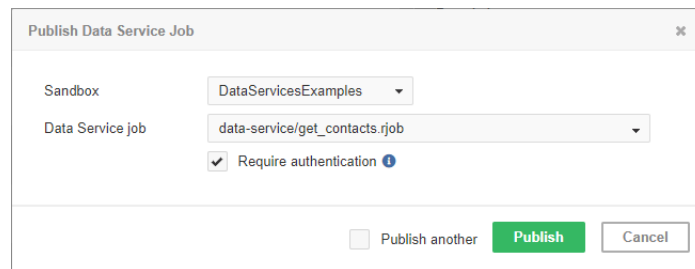 Publish Data Service Job
Sandbox DataServicesExamples
Data Service job data-service/get_contacts.rjob
Require authentication
Publish another Publish Cancel